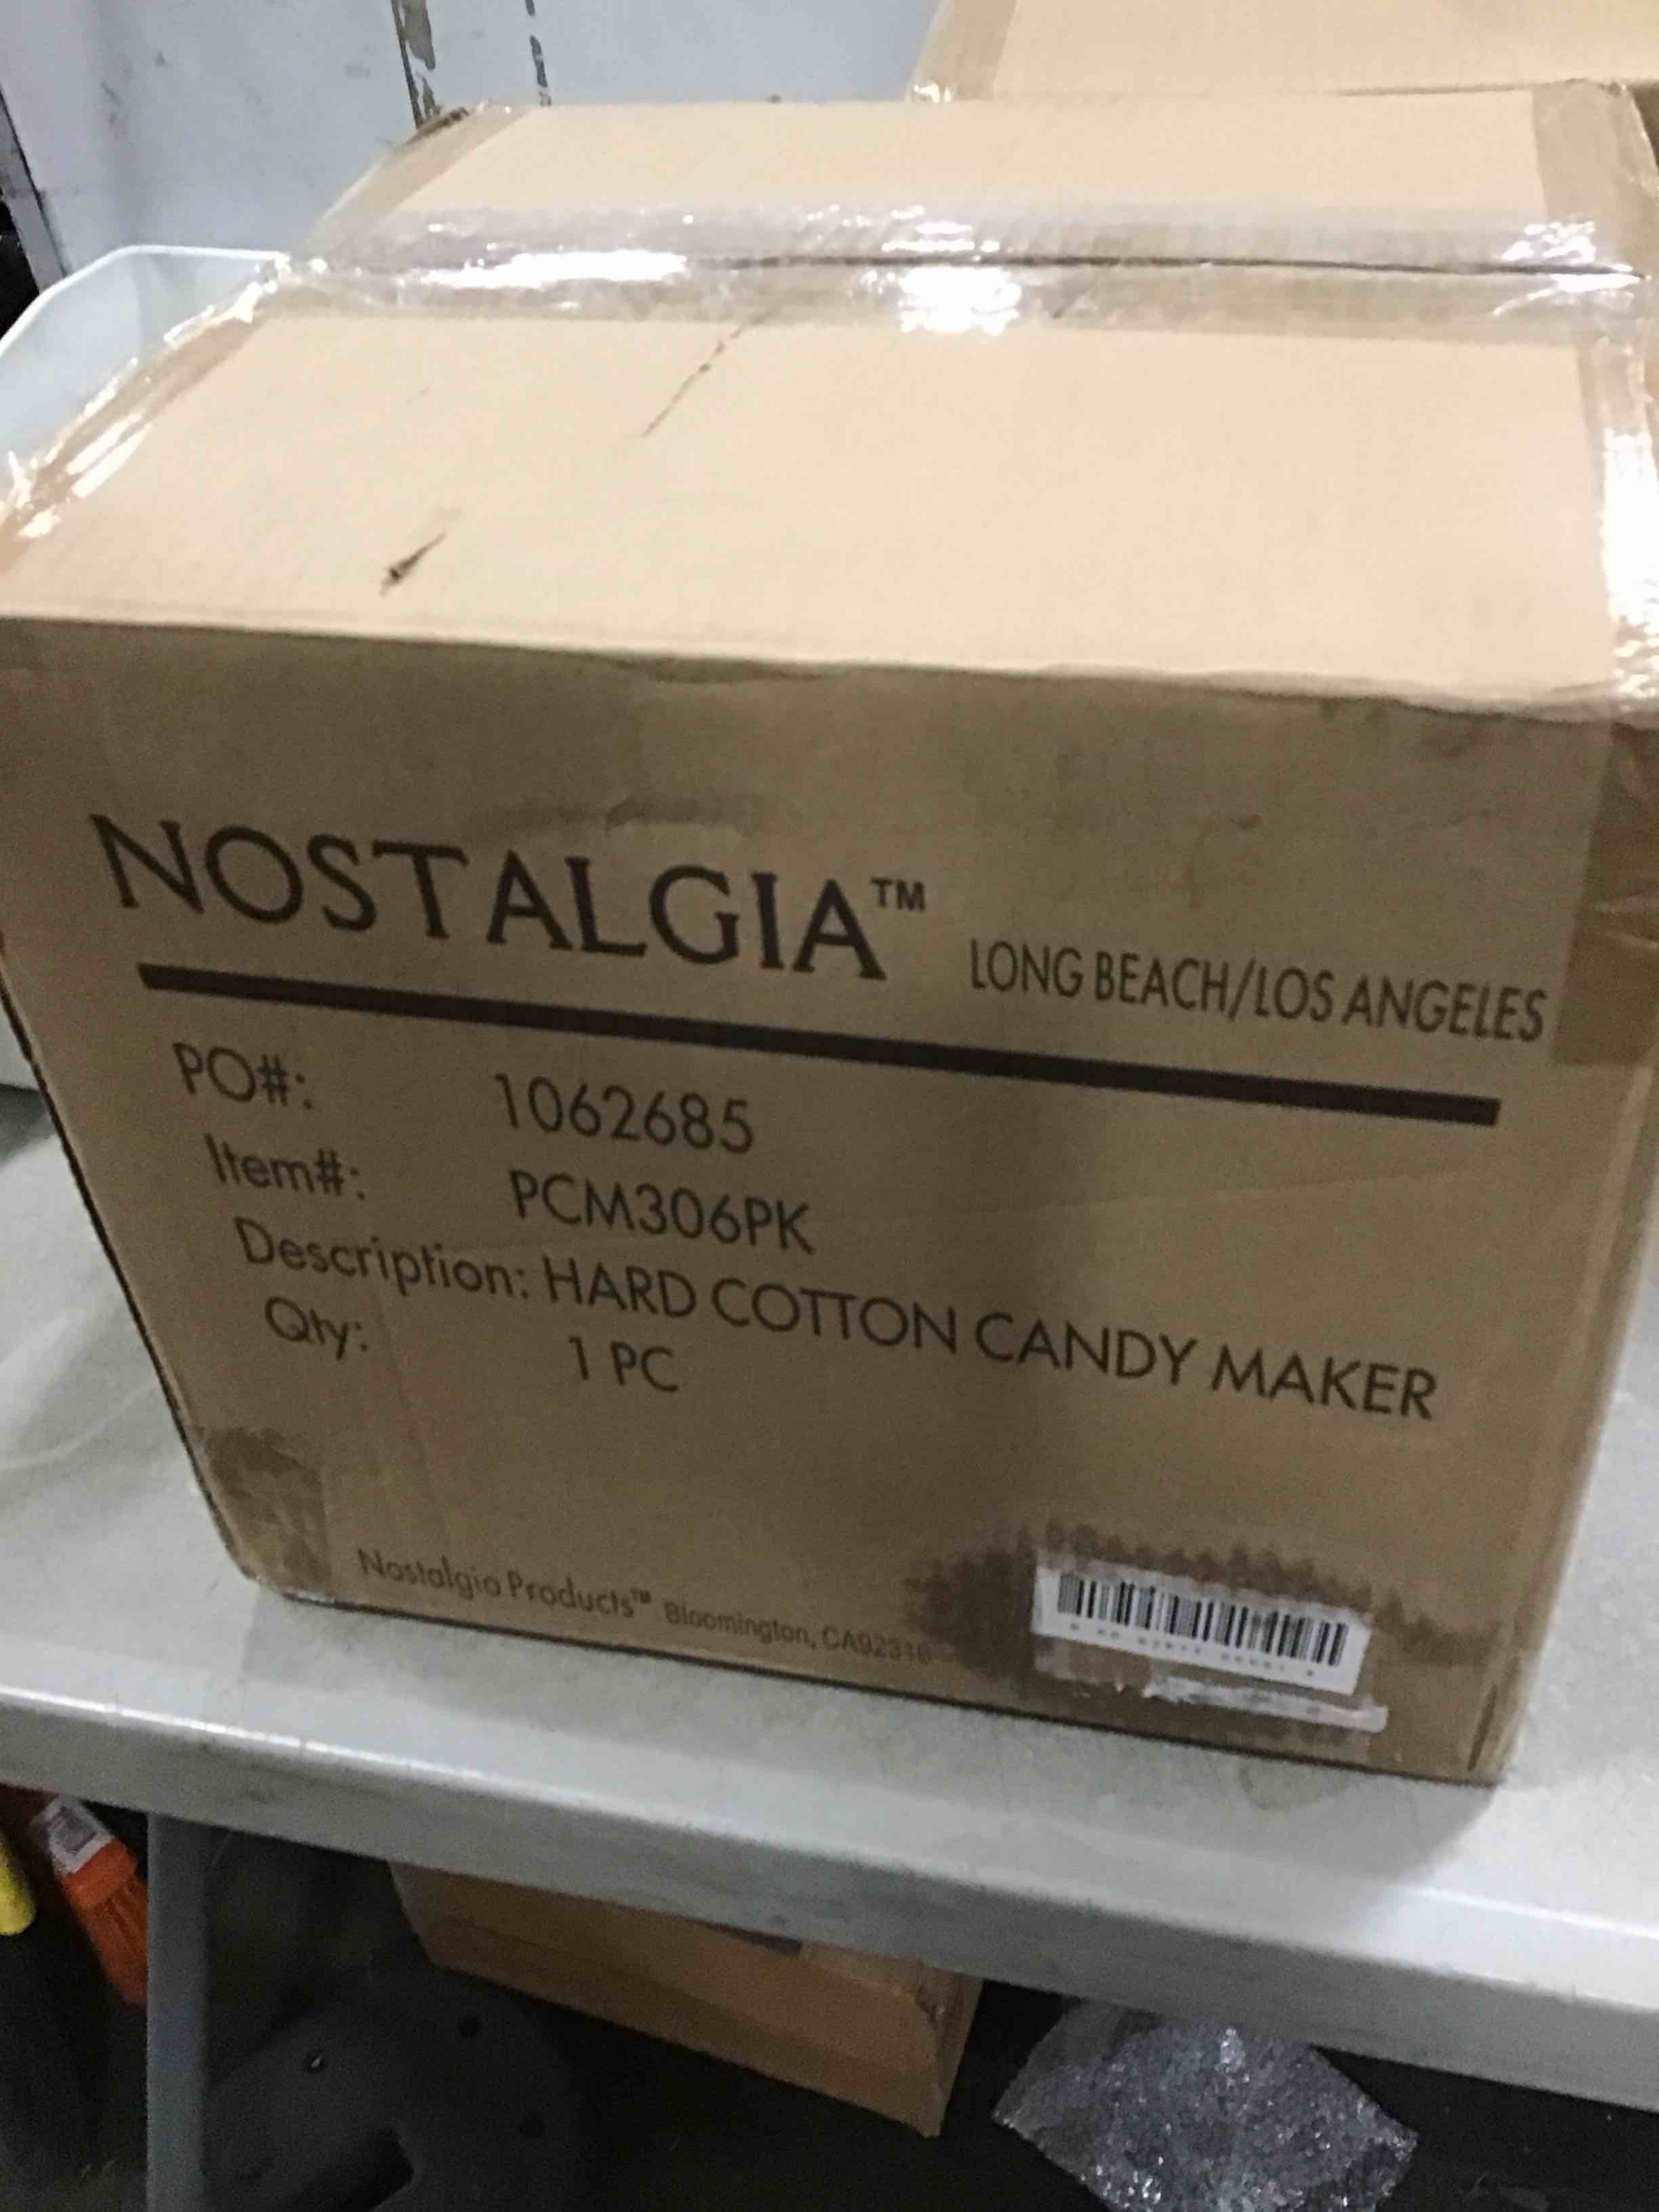 NOSTALGIA™ LONG BEACH/LOS ANGELES
PO#: 1062685
Item#: PCM306PK
Description: HARD COTTON CANDY MAKER
Qty: 1 PC
Nostalgia Products™ Bloomington, CA